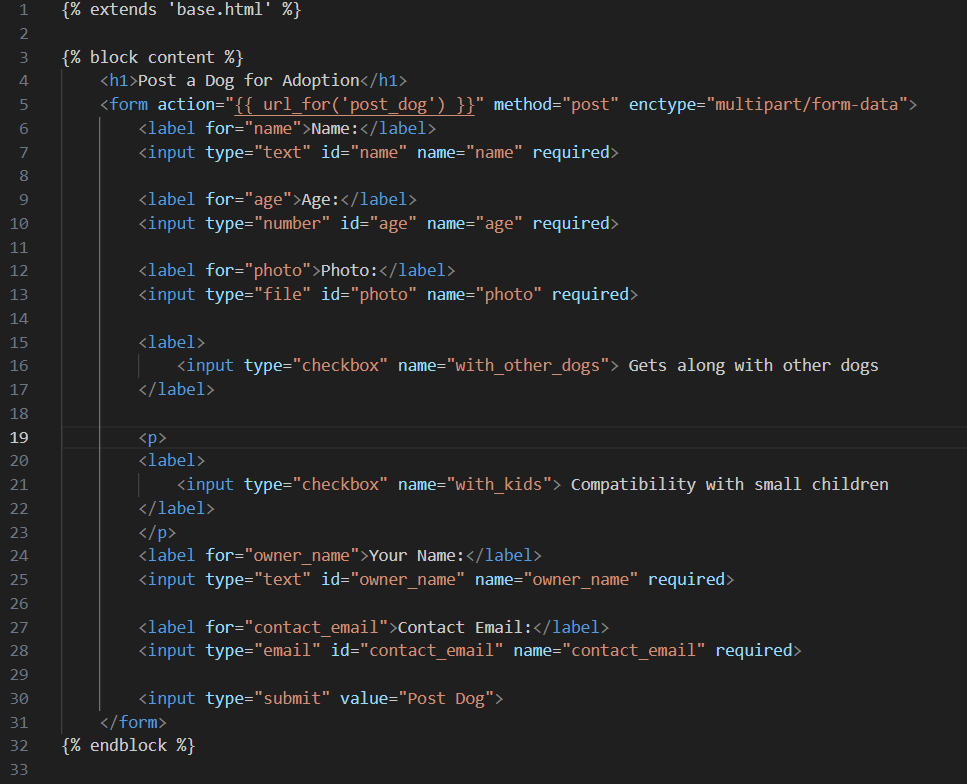 1 {% extends 'base.html' %}
2
3 {% block content %}
4 <h1>Post a Dog for Adoption</h1>
5 <form action="{{ url_for('post_dog') }}" method="post" enctype="multipart/form-data">
6 <label for="name">Name:</label>
7 <input type="text" id="name" name="name" required>
8
9 <label for="age">Age:</label>
10 <input type="number" id="age" name="age" required>
11
12 <label for="photo">Photo:</label>
13 <input type="file" id="photo" name="photo" required>
14
15 <label>
16 <input type="checkbox" name="with_other_dogs"> Gets along with other dogs
17 </label>
18
19 <p>
20 <label>
21 <input type="checkbox" name="with_kids"> Compatibility with small children
22 </label>
23 </p>
24 <label for="owner_name">Your Name:</label>
25 <input type="text" id="owner_name" name="owner_name" required>
26
27 <label for="contact_email">Contact Email:</label>
28 <input type="email" id="contact_email" name="contact_email" required>
29
30 <input type="submit" value="Post Dog">
31 </form>
32 {% endblock %}
33